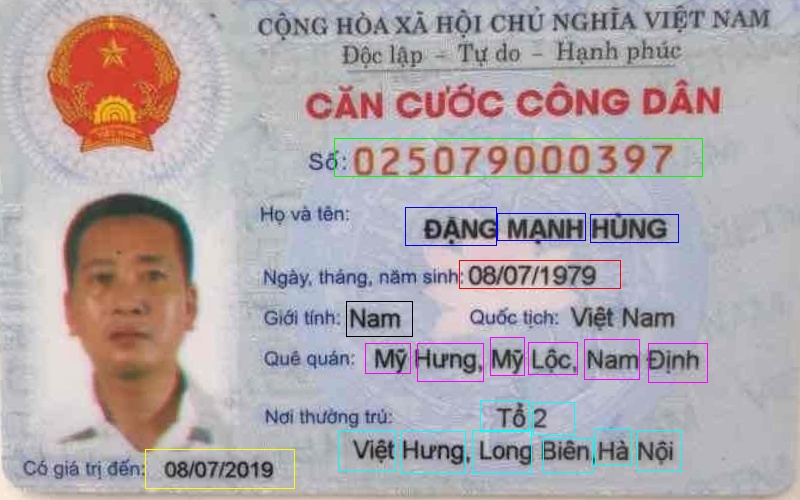 CỘNG HÒA XÃ HỘI CHỦ NGHĨA VIỆT NAM
Độc lập - Tự do - Hạnh phúc
CĂN CƯỚC CÔNG DÂN
Số: 025079000397
Họ và tên: ĐẶNG MẠNH HÙNG
Ngày, tháng, năm sinh: 08/07/1979
Giới tính: Nam Quốc tịch: Việt Nam
Quê quán: Mỹ Hưng, Mỹ Lộc, Nam Định
Nơi thường trú: Tổ 2
Việt Hưng, Long Biên, Hà Nội
Có giá trị đến: 08/07/2019